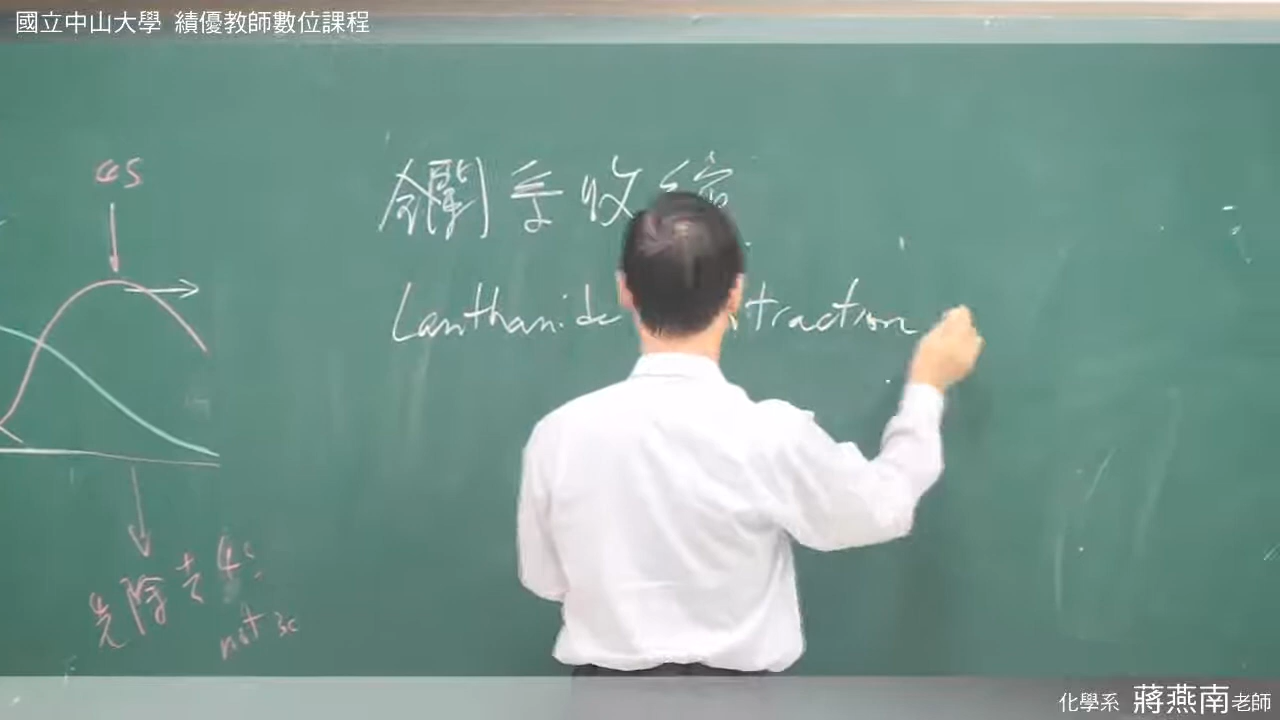 國立中山大學 績優教師數位課程
4S
鑭系收縮
Lanthanide traction
先除去4s
not 3d
化學系 蔣燕南老師